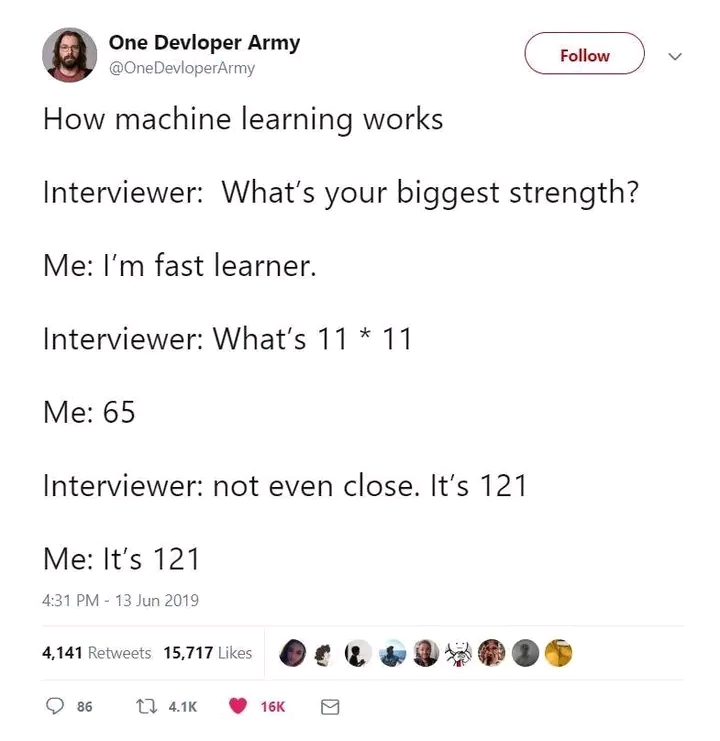 One Devloper Army
@OneDevloperArmy
Follow
How machine learning works
Interviewer:  What's your biggest strength?
Me: I'm fast learner.
Interviewer: What's 11 * 11
Me: 65
Interviewer: not even close. It's 121
Me: It's 121
4:31 PM - 13 Jun 2019
4,141 Retweets 15,717 Likes
86 4.1K 16K